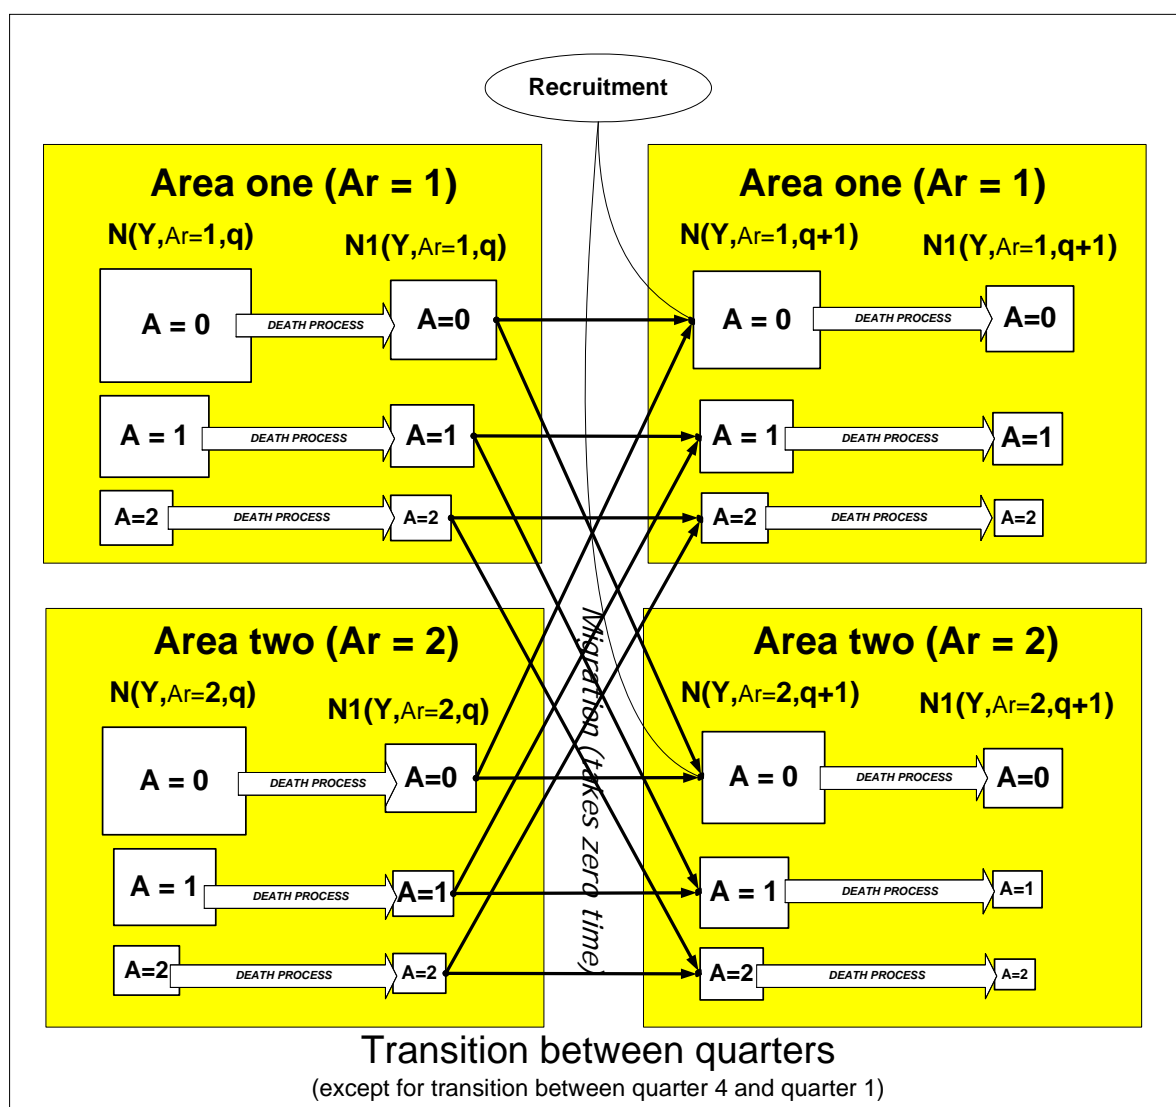 Recruitment
Area one (Ar = 1)
N(Y,Ar=1,q)
N1(Y,Ar=1,q)
A = 0
DEATH PROCESS
A=0
A = 1
DEATH PROCESS
A=1
A=2
DEATH PROCESS
A=2
Area one (Ar = 1)
N(Y,Ar=1,q+1)
N1(Y,Ar=1,q+1)
A = 0
DEATH PROCESS
A=0
A = 1
DEATH PROCESS
A=1
A=2
DEATH PROCESS
A=2
Migration (takes zero time)
Area two (Ar = 2)
N(Y,Ar=2,q)
N1(Y,Ar=2,q)
A = 0
DEATH PROCESS
A=0
A = 1
DEATH PROCESS
A=1
A=2
DEATH PROCESS
A=2
Area two (Ar = 2)
N(Y,Ar=2,q+1)
N1(Y,Ar=2,q+1)
A = 0
DEATH PROCESS
A=0
A = 1
DEATH PROCESS
A=1
A=2
DEATH PROCESS
A=2
Transition between quarters
(except for transition between quarter 4 and quarter 1)